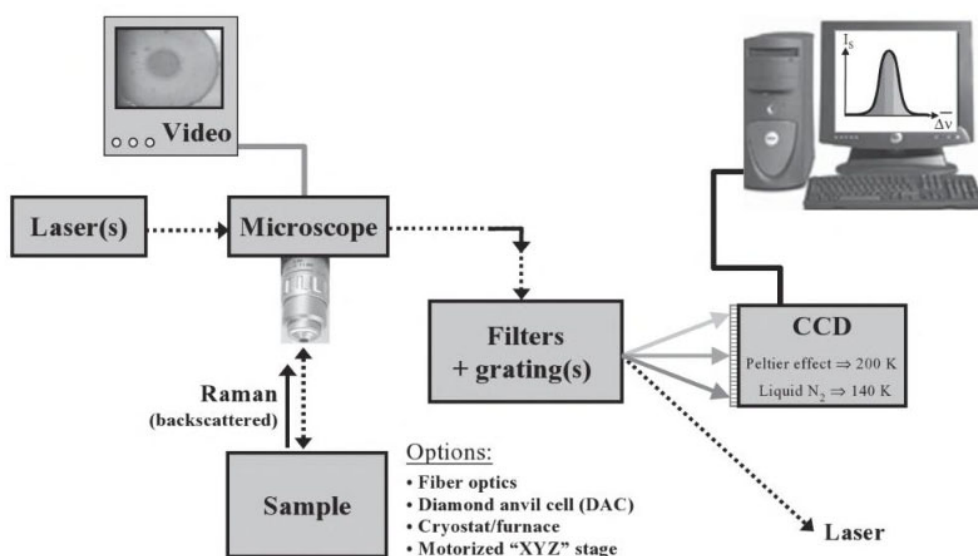 Video
I_S
Δν̄
Laser(s)
Microscope
Filters
+ grating(s)
CCD
Peltier effect ⇒ 200 K
Liquid N₂ ⇒ 140 K
Raman
(backscattered)
Sample
Options:
• Fiber optics
• Diamond anvil cell (DAC)
• Cryostat/furnace
• Motorized “XYZ” stage
Laser